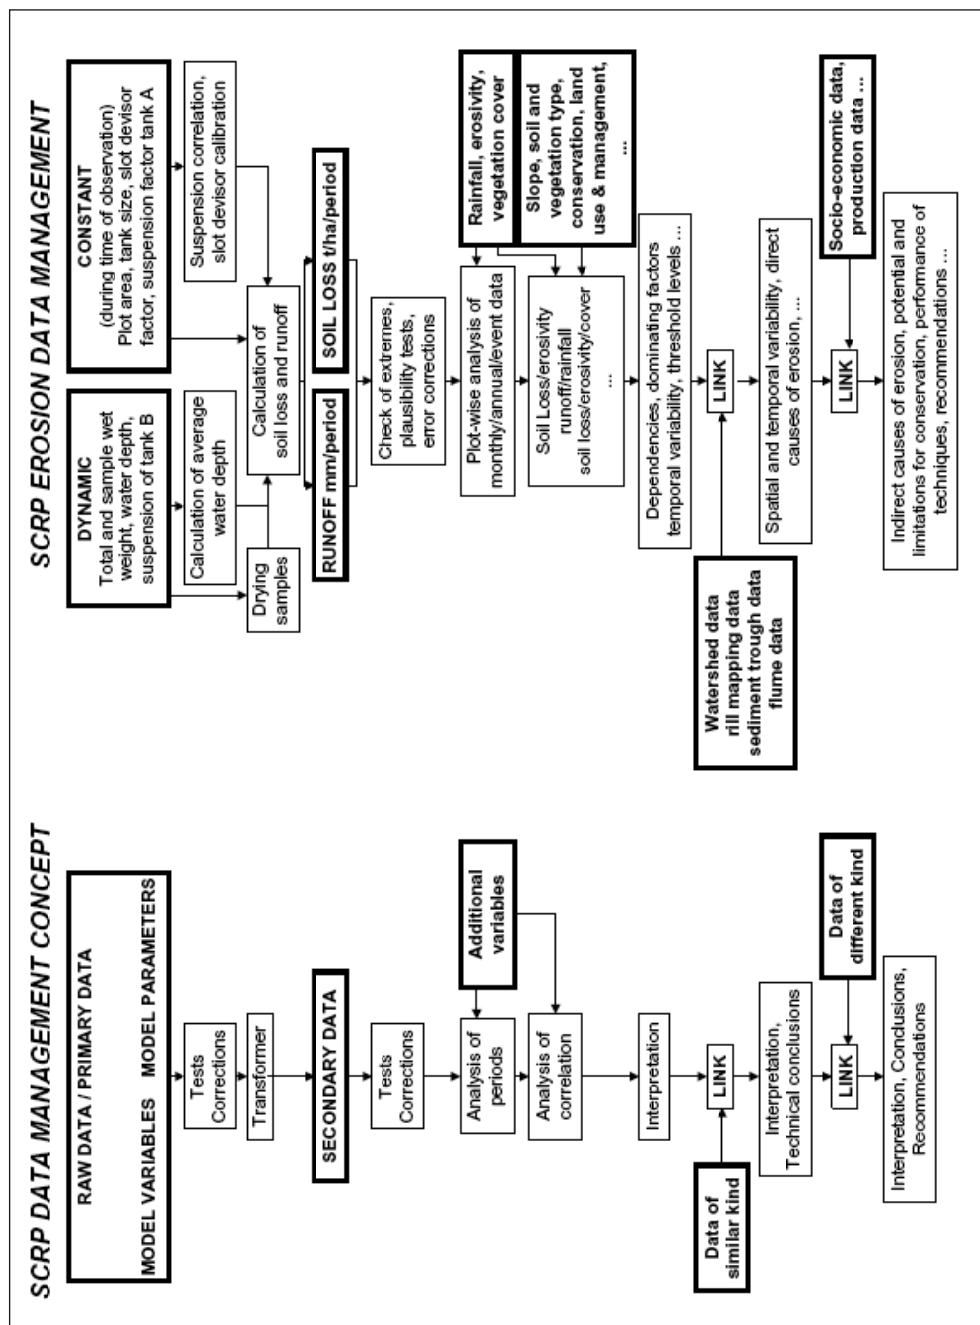 SCRP DATA MANAGEMENT CONCEPT
RAW DATA / PRIMARY DATA
MODEL VARIABLES MODEL PARAMETERS
Tests
Corrections
Transformer
SECONDARY DATA
Tests
Corrections
Additional
variables
Analysis of
periods
Analysis of
correlation
Interpretation
Data of
similar kind
LINK
Interpretation,
Technical conclusions
Data of
different kind
LINK
Interpretation, Conclusions,
Recommendations
SCRP EROSION DATA MANAGEMENT
DYNAMIC
Total and sample wet
weight, water depth,
suspension of tank B
CONSTANT
(during time of observation)
Plot area, tank size, slot devisor
factor, suspension factor tank A
Calculation of average
water depth
Suspension correlation,
slot devisor calibration
Drying
samples
Calculation of
soil loss and runoff
RUNOFF mm/period
SOIL LOSS t/ha/period
Check of extremes,
plausibility tests,
error corrections
Rainfall, erosivity,
vegetation cover
Plot-wise analysis of
monthly/annual/event data
Slope, soil and
vegetation type,
conservation, land
use & management,
...
Soil Loss/erosivity
runoff/rainfall
soil loss/erosivity/cover
...
Dependencies, dominating factors
temporal variability, threshold levels ...
Watershed data
rill mapping data
sediment trough data
flume data
LINK
Spatial and temporal variability, direct
causes of erosion, ...
Socio-economic data,
production data ...
LINK
Indirect causes of erosion, potential and
limitations for conservation, performance of
techniques, recommendations ...